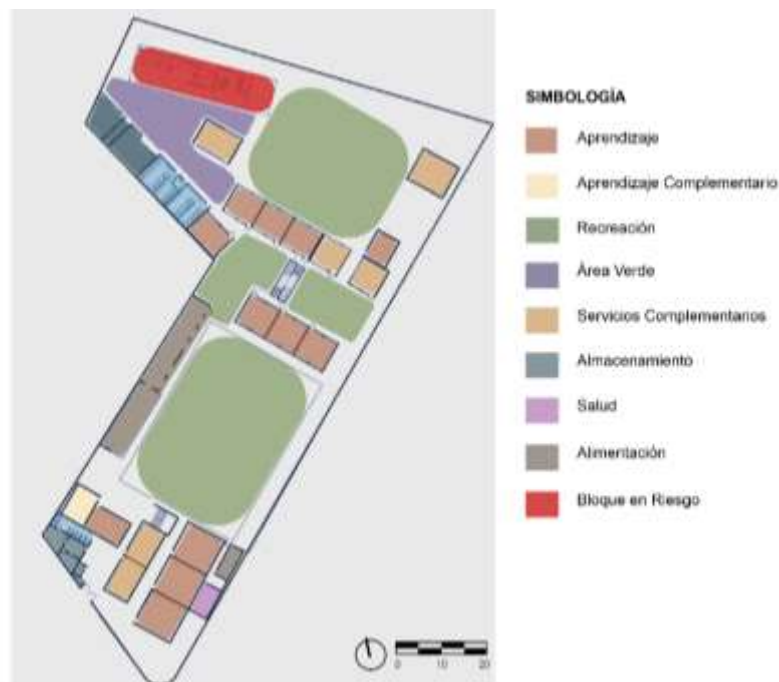 SIMBOLOGÍA
Aprendizaje
Aprendizaje Complementario
Recreación
Área Verde
Servicios Complementarios
Almacenamiento
Salud
Alimentación
Bloque en Riesgo
0 10 20